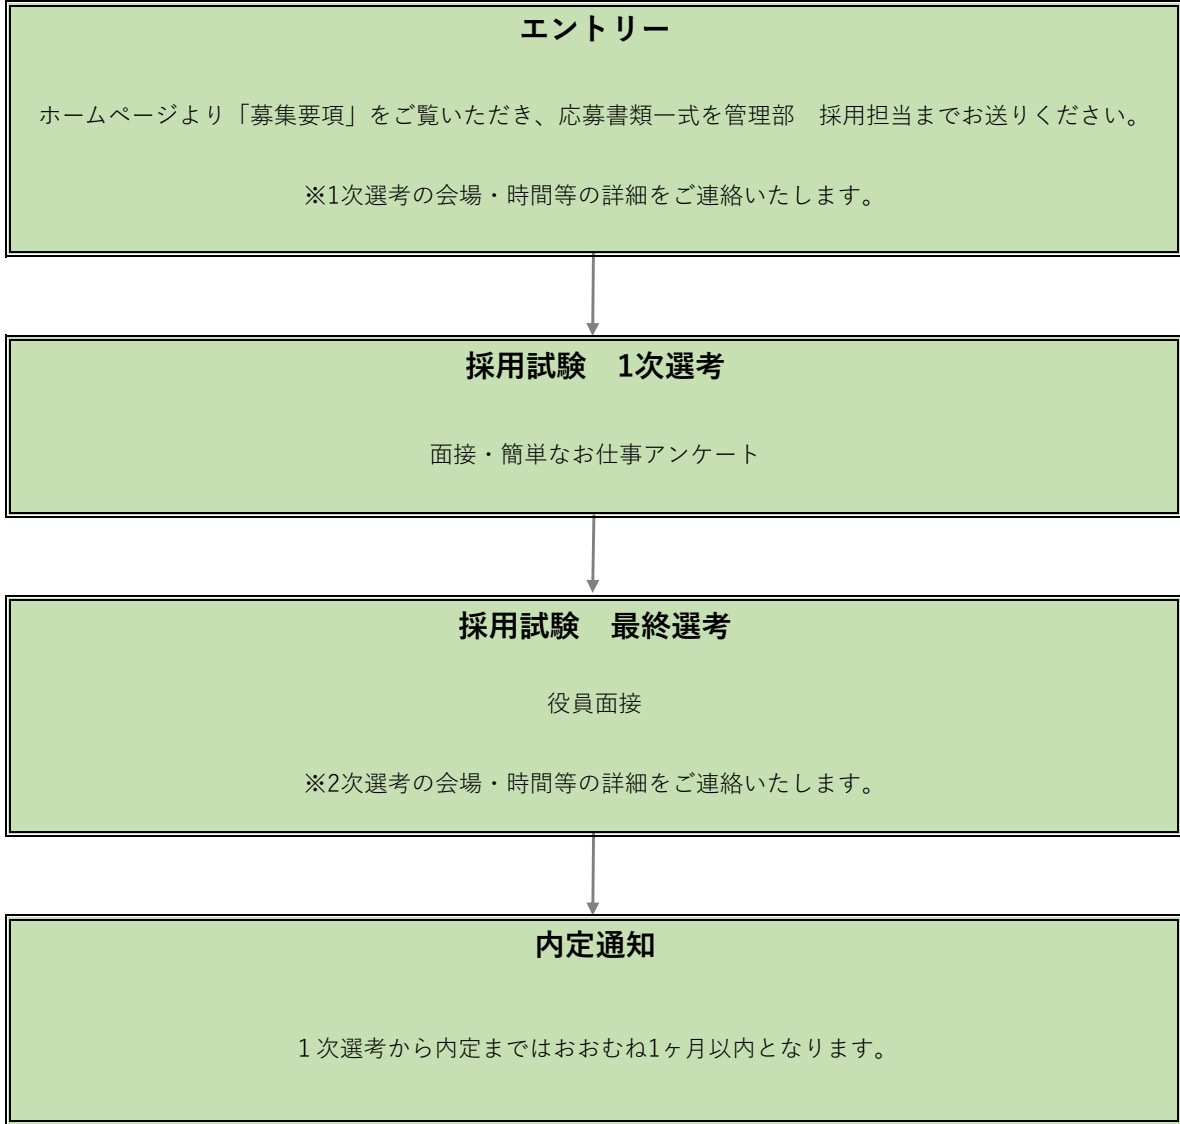 エントリー
ホームページより「募集要項」をご覧いただき、応募書類一式を管理部　採用担当までお送りください。
※1次選考の会場・時間等の詳細をご連絡いたします。
採用試験　1次選考
面接・簡単なお仕事アンケート
採用試験　最終選考
役員面接
※2次選考の会場・時間等の詳細をご連絡いたします。
内定通知
１次選考から内定まではおおむね1ヶ月以内となります。